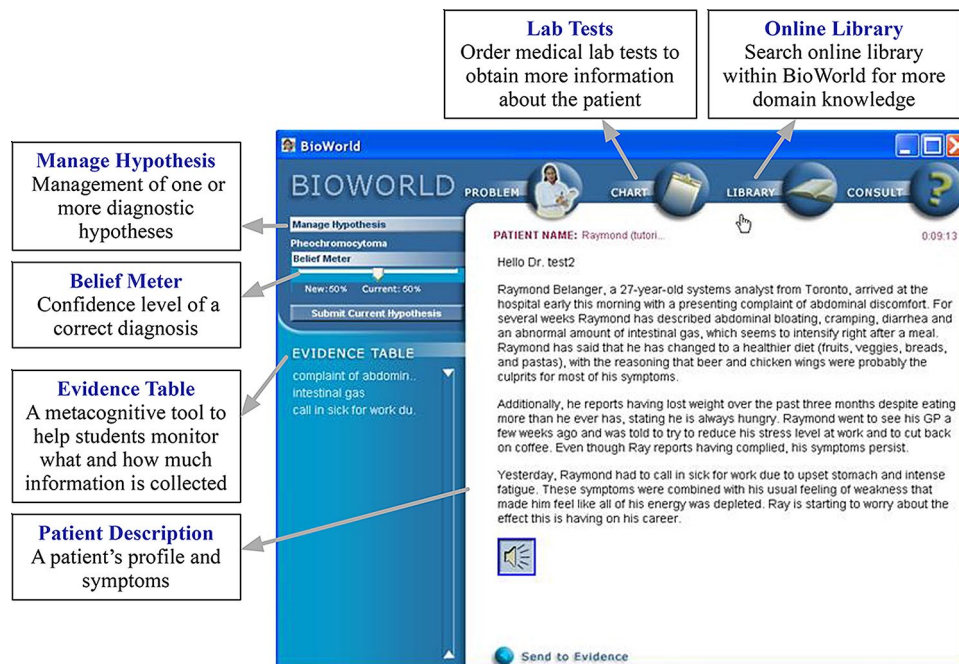 Lab Tests
Order medical lab tests to
obtain more information
about the patient
Online Library
Search online library
within BioWorld for more
domain knowledge
Manage Hypothesis
Management of one or
more diagnostic
hypotheses
Belief Meter
Confidence level of a
correct diagnosis
Evidence Table
A metacognitive tool to
help students monitor
what and how much
information is collected
Patient Description
A patient's profile and
symptoms
BioWorld
BIOWORLD
PROBLEM
CHART
LIBRARY
CONSULT
?
Manage Hypothesis
Pheochromocytoma
Belief Meter
New: 50% Current: 50%
Submit Current Hypothesis
EVIDENCE TABLE
complaint of abdomin..
intestinal gas
call in sick for work du.
PATIENT NAME: Raymond (tutori...
0:09:13
Hello Dr. test2
Raymond Belanger, a 27-year-old systems analyst from Toronto, arrived at the
hospital early this morning with a presenting complaint of abdominal discomfort. For
several weeks Raymond has described abdominal bloating, cramping, diarrhea and
an abnormal amount of intestinal gas, which seems to intensify right after a meal.
Raymond has said that he has changed to a healthier diet (fruits, veggies, breads,
and pastas), with the reasoning that beer and chicken wings were probably the
culprits for most of his symptoms.
Additionally, he reports having lost weight over the past three months despite eating
more than he ever has, stating he is always hungry. Raymond went to see his GP a
few weeks ago and was told to try to reduce his stress level at work and to cut back
on coffee. Even though Ray reports having complied, his symptoms persist.
Yesterday, Raymond had to call in sick for work due to upset stomach and intense
fatigue. These symptoms were combined with his usual feeling of weakness that
made him feel like all of his energy was depleted. Ray is starting to worry about the
effect this is having on his career.
Send to Evidence